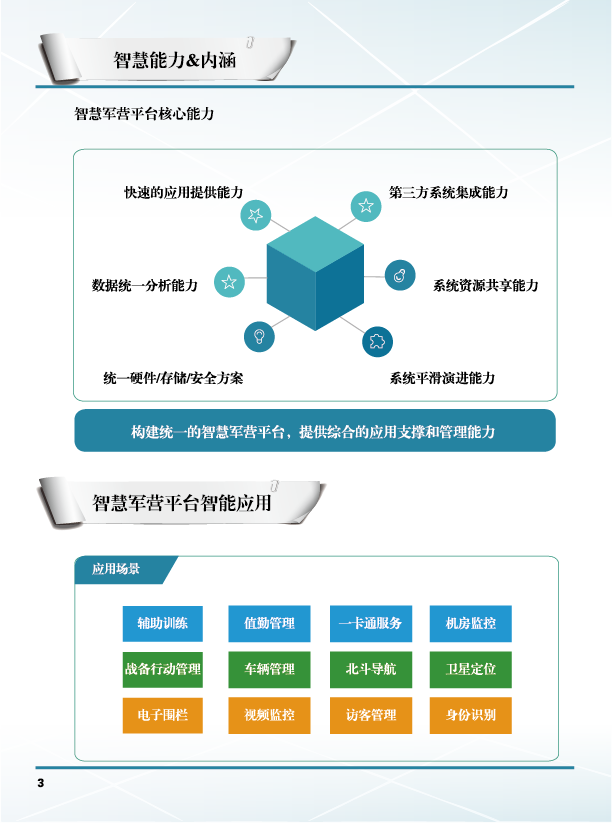 智慧能力&内涵
智慧军营平台核心能力
快速的应用提供能力
第三方系统集成能力
数据统一分析能力
系统资源共享能力
统一硬件/存储/安全方案
系统平滑演进能力
构建统一的智慧军营平台，提供综合的应用支撑和管理能力
智慧军营平台智能应用
应用场景
辅助训练
值勤管理
一卡通服务
机房监控
战备行动管理
车辆管理
北斗导航
卫星定位
电子围栏
视频监控
访客管理
身份识别
3